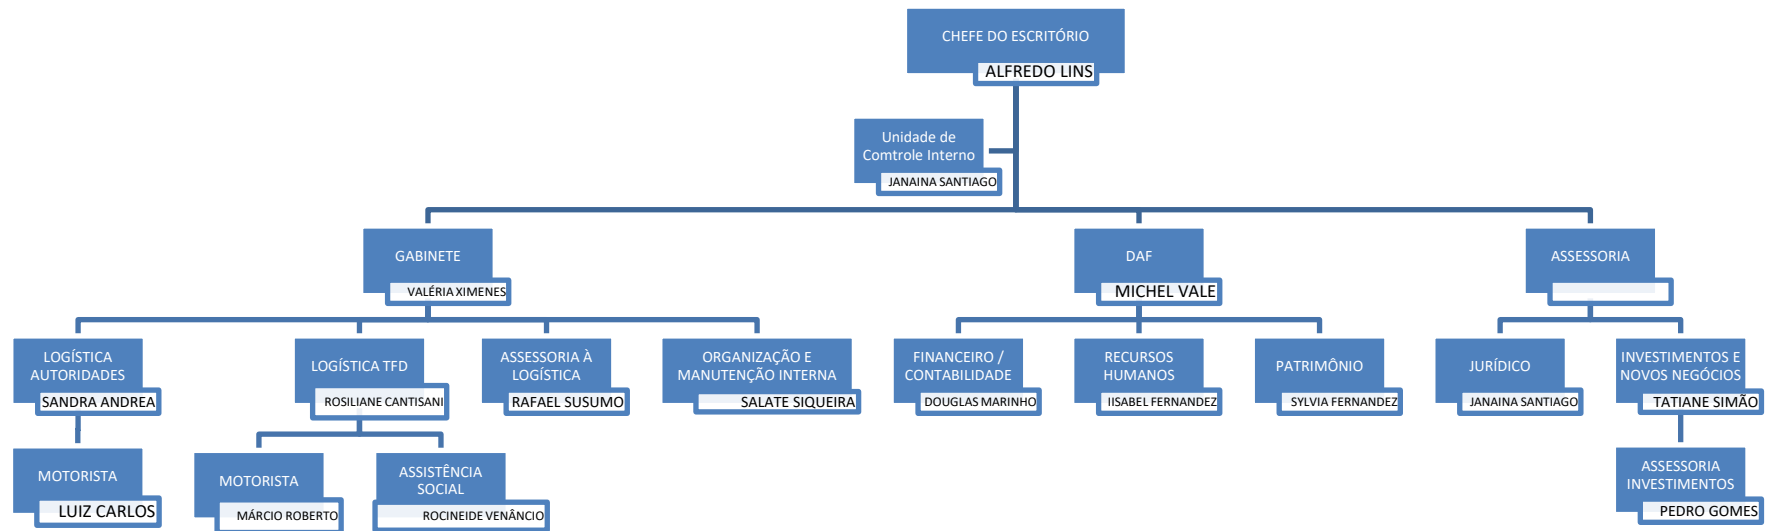 CHEFE DO ESCRITÓRIO
ALFREDO LINS
Unidade de
Comtrole Interno
JANAINA SANTIAGO
GABINETE
VALÉRIA XIMENES
DAF
MICHEL VALE
ASSESSORIA
LOGÍSTICA
AUTORIDADES
SANDRA ANDREA
LOGÍSTICA TFD
ROSILIANE CANTISANI
ASSESSORIA À
LOGÍSTICA
RAFAEL SUSUMO
ORGANIZAÇÃO E
MANUTENÇÃO INTERNA
SALATE SIQUEIRA
FINANCEIRO /
CONTABILIDADE
DOUGLAS MARINHO
RECURSOS
HUMANOS
IISABEL FERNANDEZ
PATRIMÔNIO
SYLVIA FERNANDEZ
JURÍDICO
JANAINA SANTIAGO
INVESTIMENTOS E
NOVOS NEGÓCIOS
TATIANE SIMÃO
MOTORISTA
LUIZ CARLOS
MOTORISTA
MÁRCIO ROBERTO
ASSISTÊNCIA
SOCIAL
ROCINEIDE VENÂNCIO
ASSESSORIA
INVESTIMENTOS
PEDRO GOMES